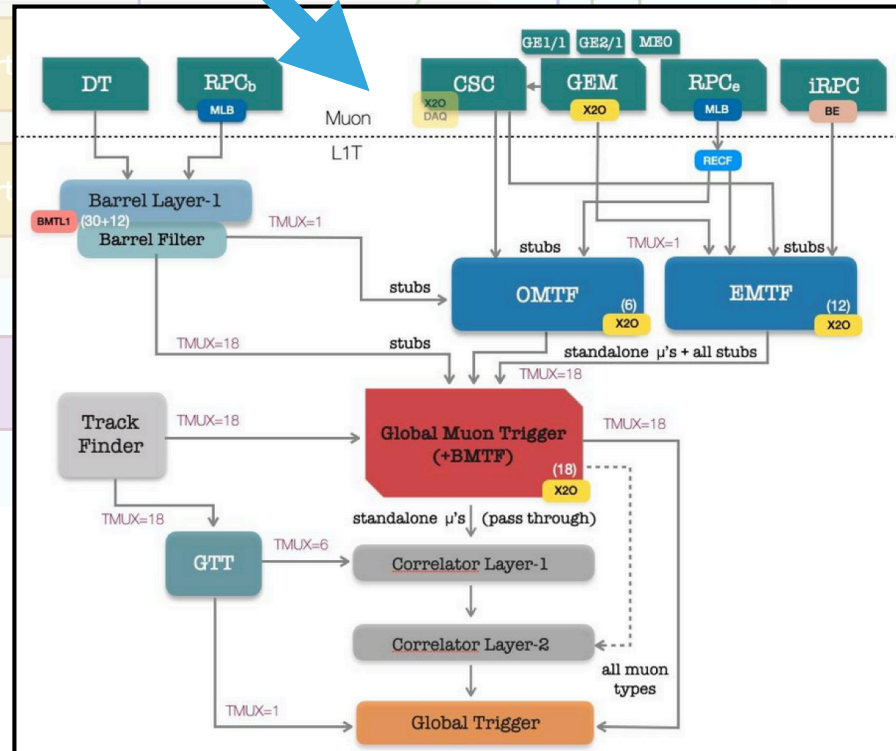 GE1/1 GE2/1 ME0
DT RPCb CSC GEM RPCe iRPC
MLB X2O DAQ X2O MLB BE
Muon
L1T
RECF
Barrel Layer-1
BMTL1 (30+12)
Barrel Filter
TMUX=1
stubs TMUX=1 stubs
stubs
OMTF
(6)
X2O
EMTF
(12)
X2O
TMUX=18
stubs
standalone μ's + all stubs
TMUX=18
Track
Finder
TMUX=18
Global Muon Trigger
(+BMTF)
(18)
X2O
TMUX=18
TMUX=18
standalone μ's (pass through)
GTT
TMUX=6
Correlator Layer-1
Correlator Layer-2
all muon
types
TMUX=1
Global Trigger